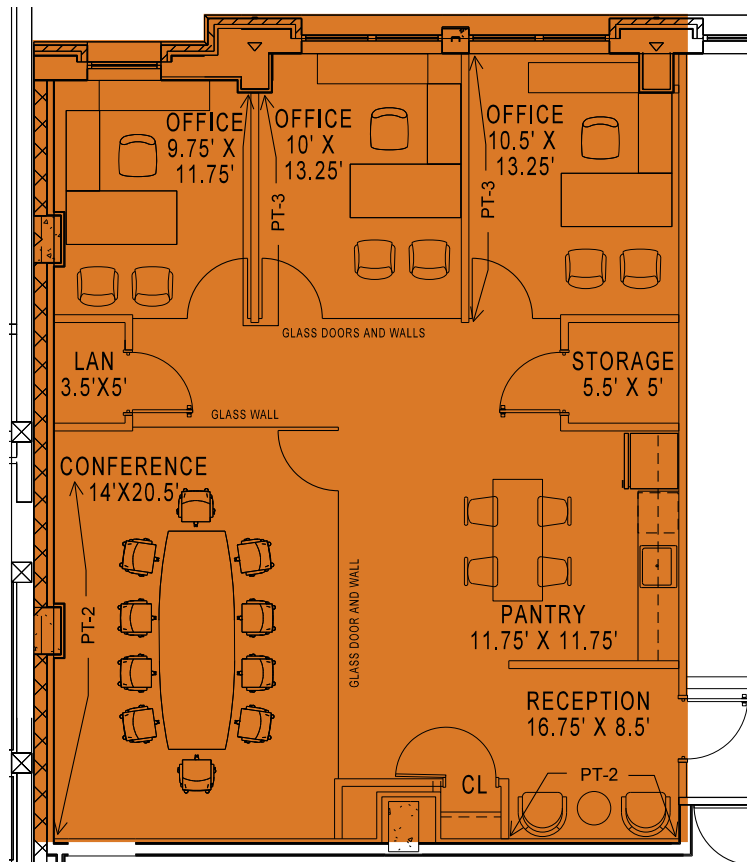 OFFICE
9.75' X
11.75'
OFFICE
10' X
13.25'
OFFICE
10.5' X
13.25'
PT-3
PT-3
GLASS DOORS AND WALLS
LAN
3.5'X5'
STORAGE
5.5' X 5'
GLASS WALL
CONFERENCE
14'X20.5'
PT-2
GLASS DOOR AND WALL
PANTRY
11.75' X 11.75'
RECEPTION
16.75' X 8.5'
PT-2
CL